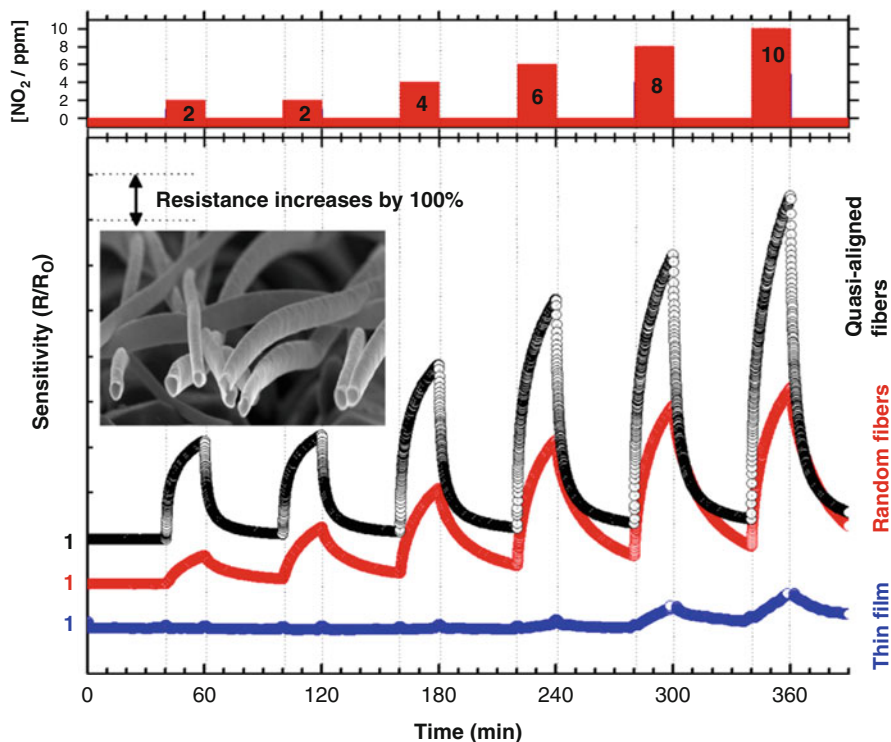 [NO2 / ppm]
10
8
6
4
2
0
2
2
4
6
8
10
Resistance increases by 100%
Sensitivity (R/RO)
1
1
1
Quasi-aligned
fibers
Random fibers
Thin film
0
60
120
180
240
300
360
Time (min)